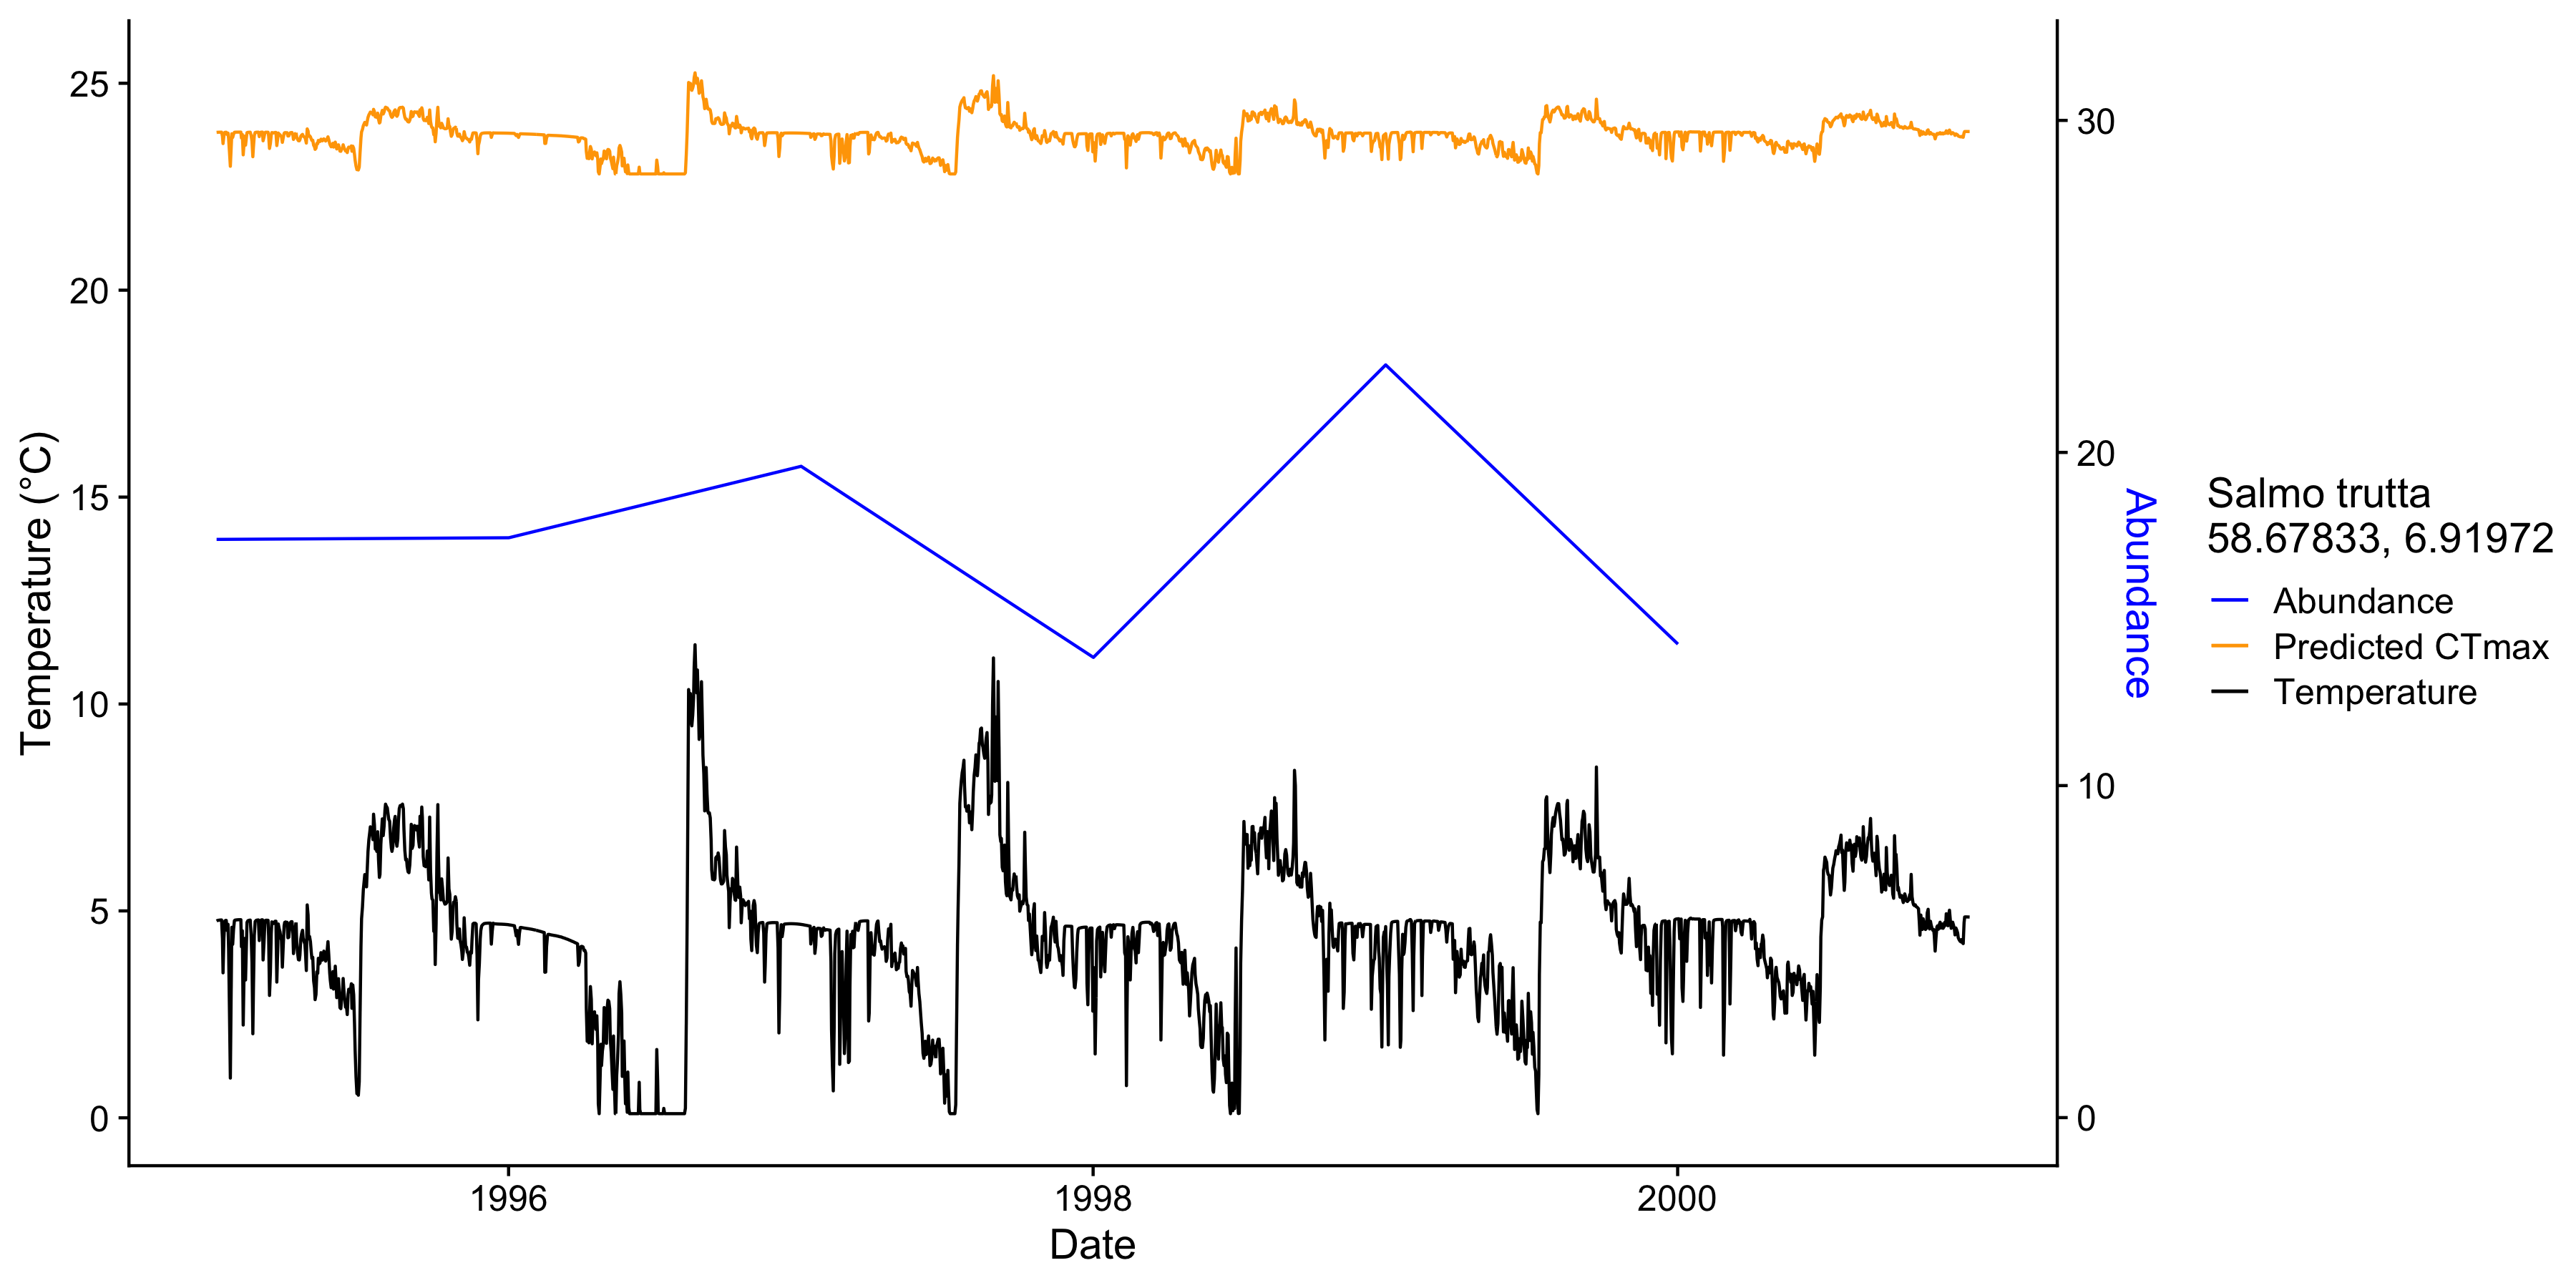 25
20
15
10
5
0
Temperature (°C)
1996
1998
2000
Date
30
20
10
0
Abundance
Salmo trutta
58.67833, 6.91972
Abundance
Predicted CTmax
Temperature